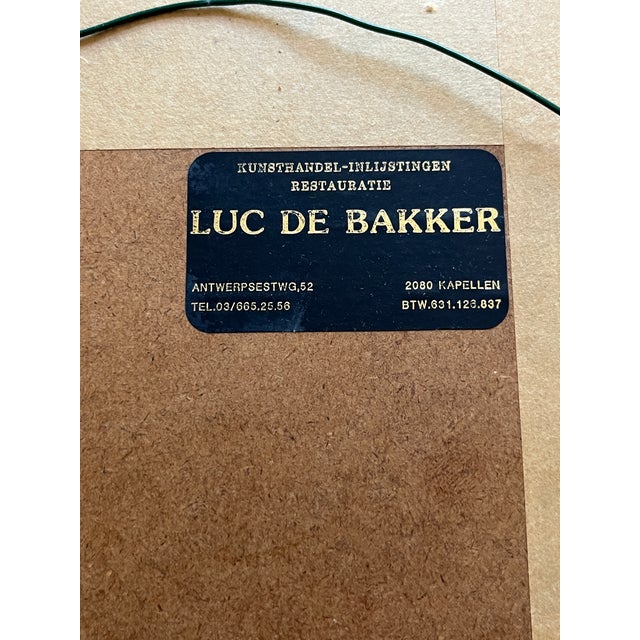 KUNSTHANDEL-INLIJSTINGEN
RESTAURATIE
LUC DE BAKKER
ANTWERPSESTWG,52 2080 KAPELLEN
TEL.03/665.25.56 BTW.631.126.837